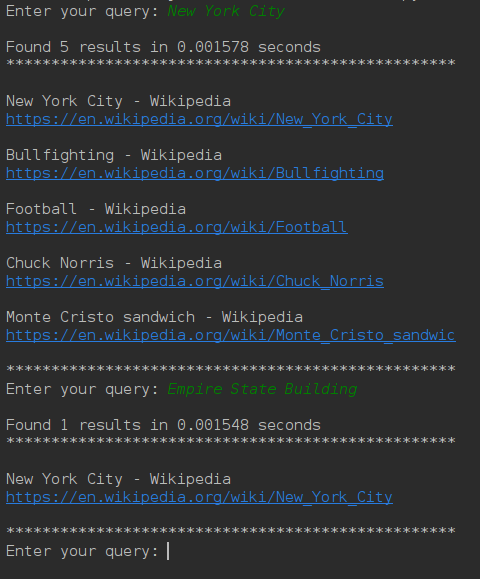 Enter your query: New York City
Found 5 results in 0.001578 seconds
**************************************************
New York City - Wikipedia
https://en.wikipedia.org/wiki/New_York_City
Bullfighting - Wikipedia
https://en.wikipedia.org/wiki/Bullfighting
Football - Wikipedia
https://en.wikipedia.org/wiki/Football
Chuck Norris - Wikipedia
https://en.wikipedia.org/wiki/Chuck_Norris
Monte Cristo sandwich - Wikipedia
https://en.wikipedia.org/wiki/Monte_Cristo_sandwic
**************************************************
Enter your query: Empire State Building
Found 1 results in 0.001548 seconds
**************************************************
New York City - Wikipedia
https://en.wikipedia.org/wiki/New_York_City
**************************************************
Enter your query: